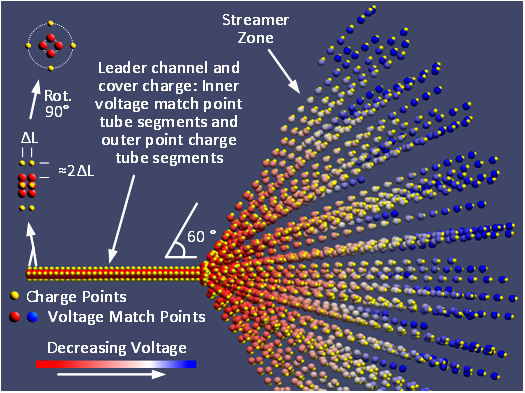 Streamer
Zone
Leader channel and
cover charge: Inner
voltage match point
tube segments and
outer point charge
tube segments
Rot.
90°
ΔL
≈2ΔL
60 °
Charge Points
Voltage Match Points
Decreasing Voltage